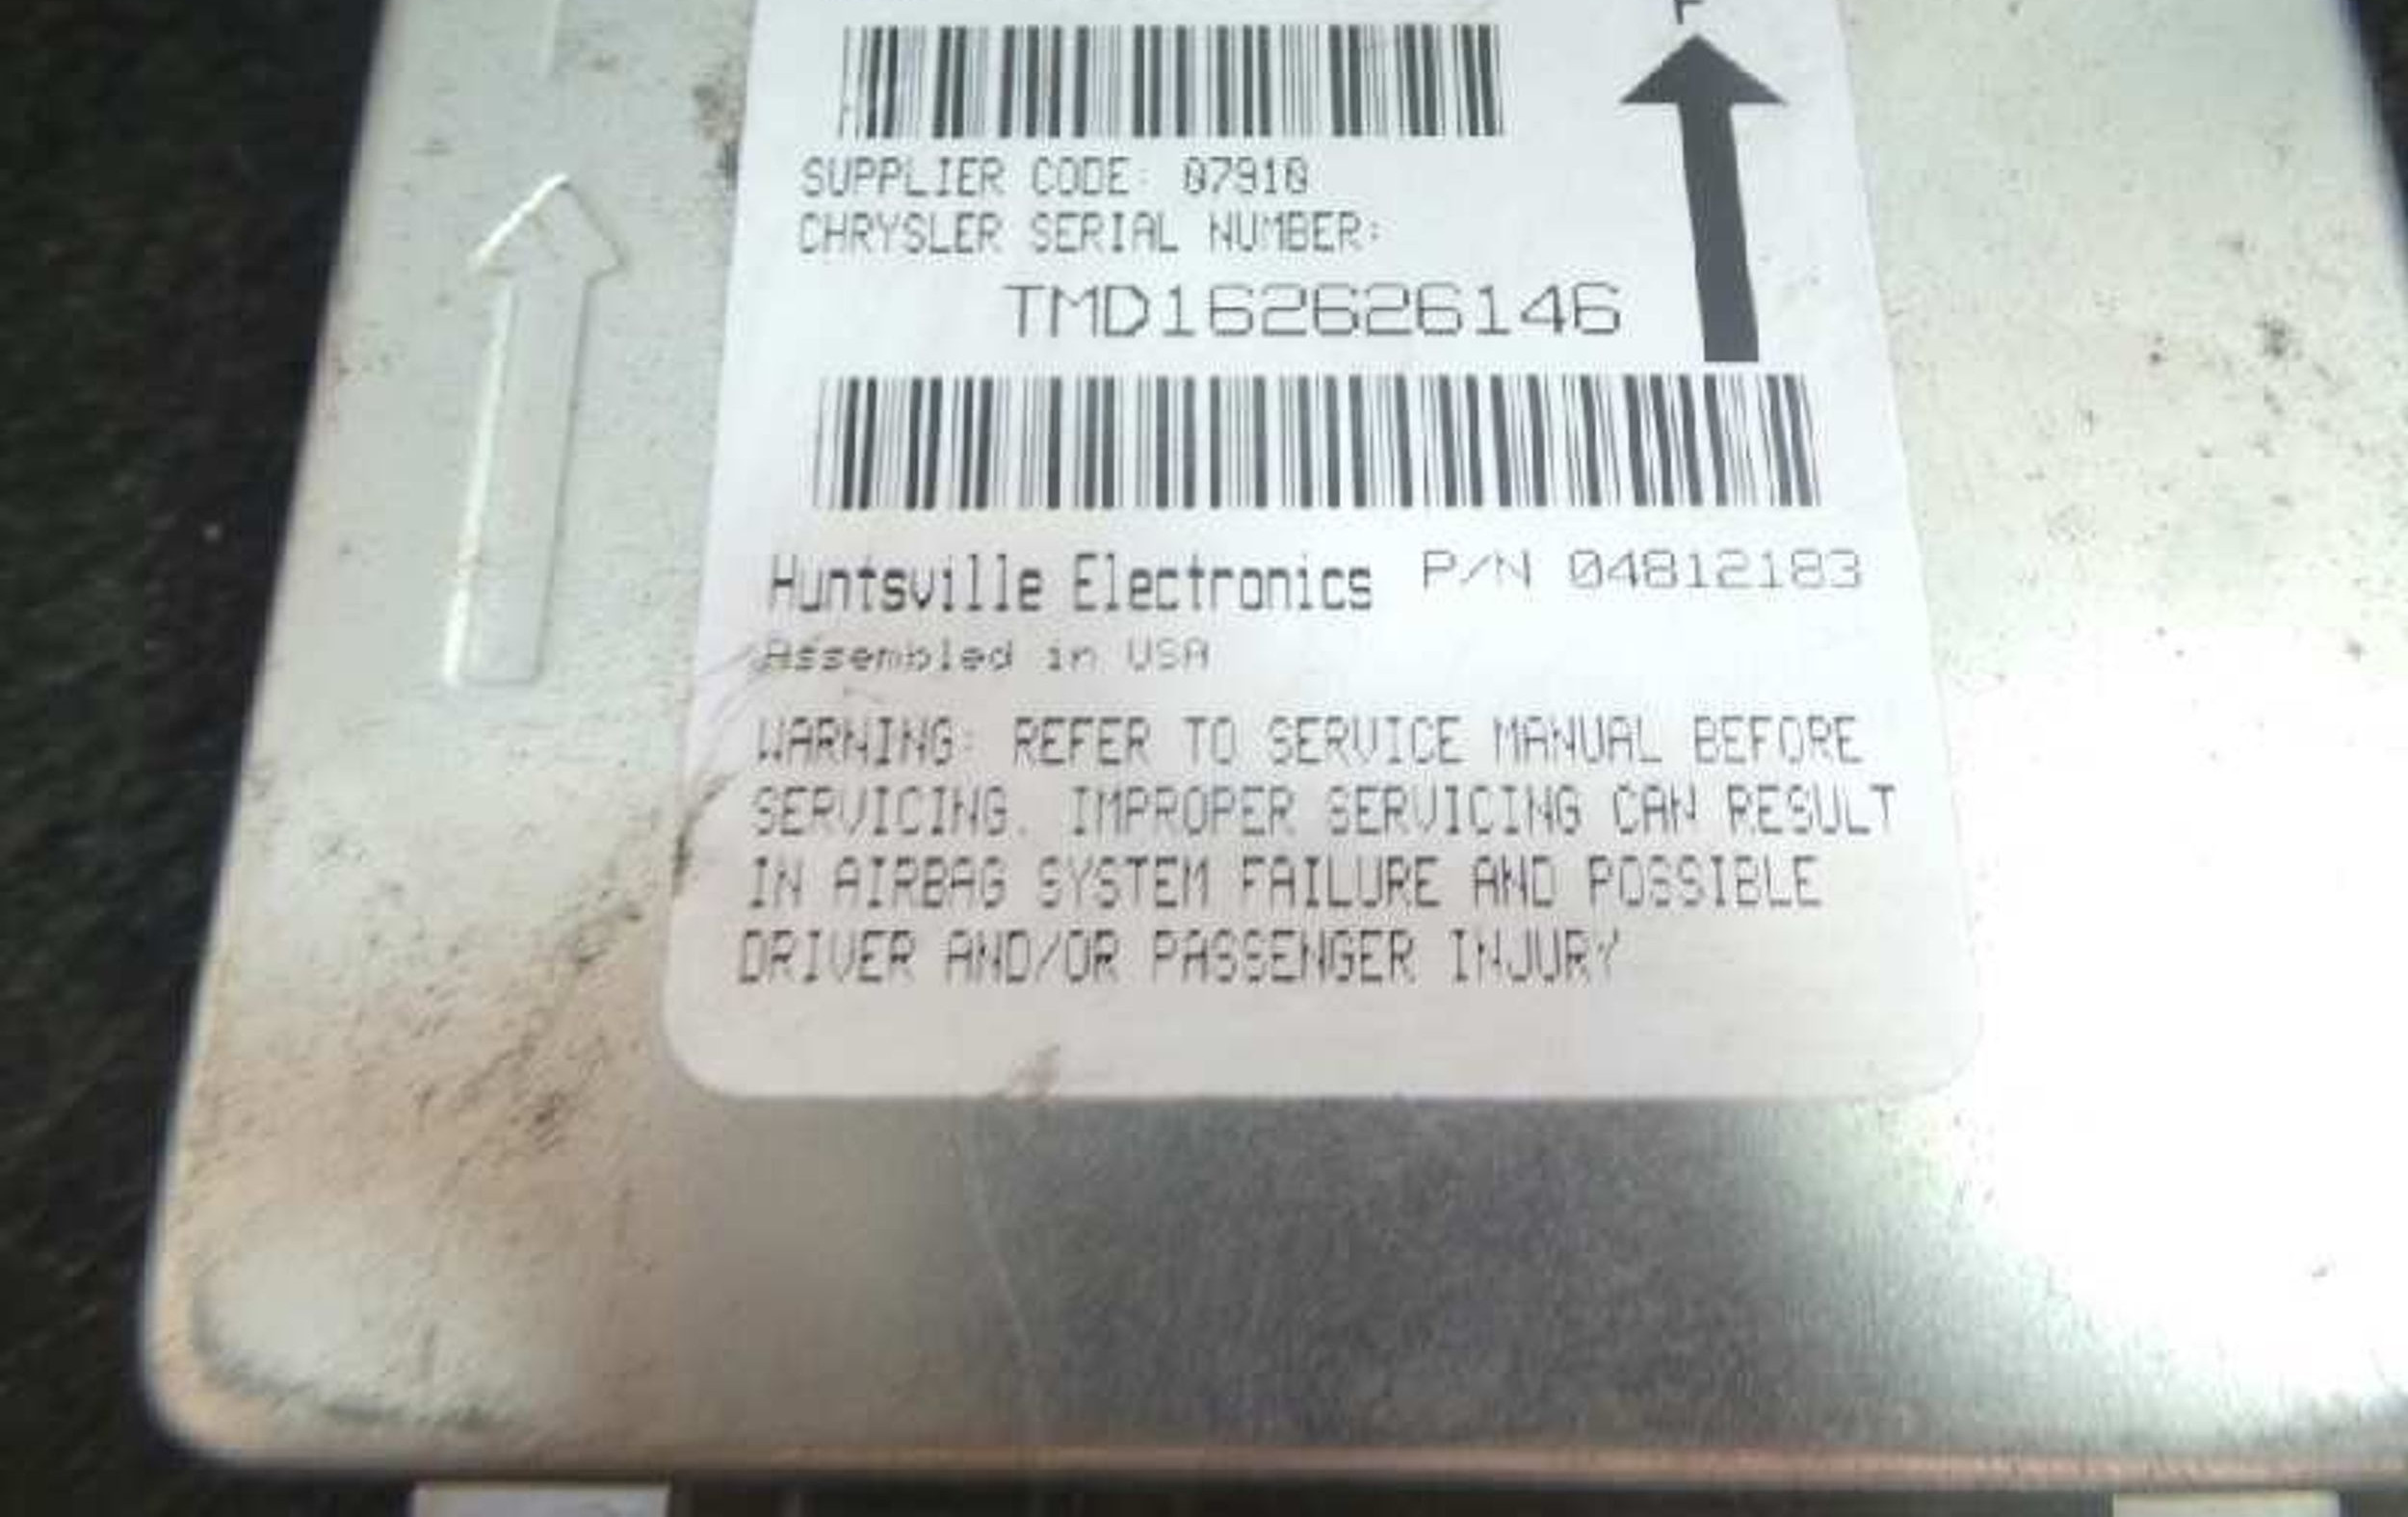 SUPPLIER CODE: 07910
CHRYSLER SERIAL NUMBER:
TMD162626146
Huntsville Electronics P/N 04812183
Assembled in USA
WARNING: REFER TO SERVICE MANUAL BEFORE
SERVICING. IMPROPER SERVICING CAN RESULT
IN AIRBAG SYSTEM FAILURE AND POSSIBLE
DRIVER AND/OR PASSENGER INJURY